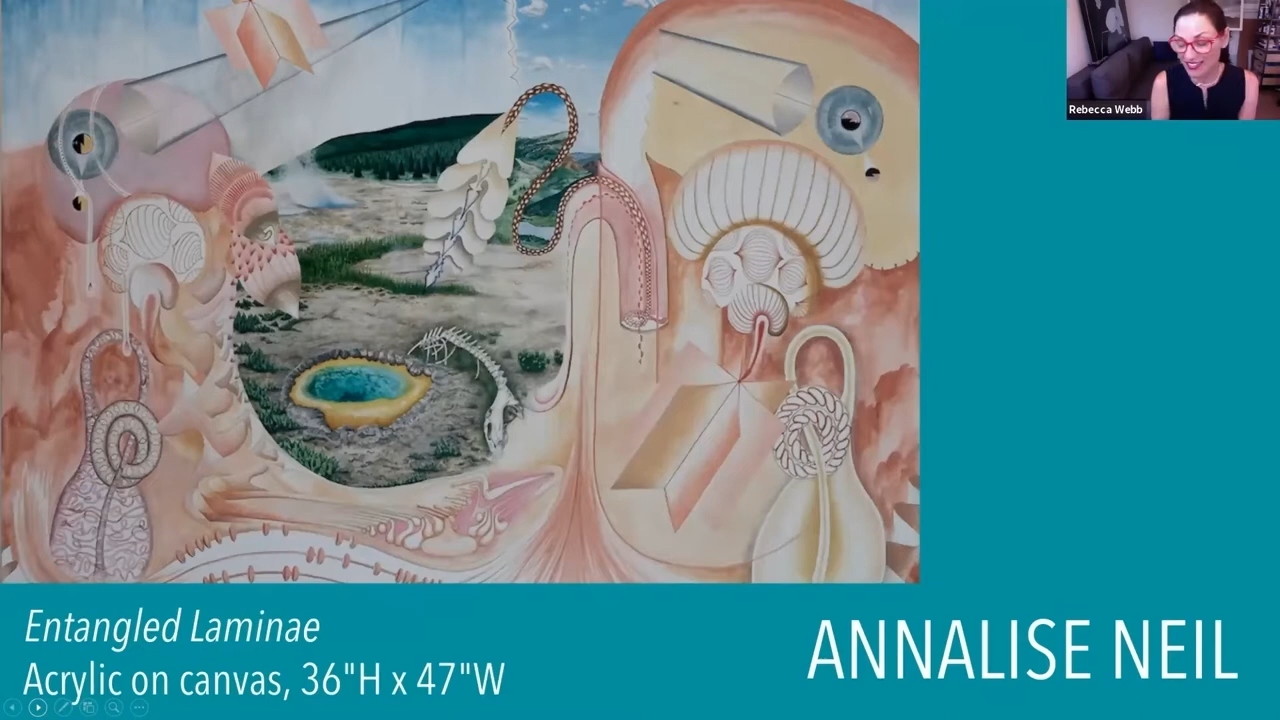 Rebecca Webb
Entangled Laminae
Acrylic on canvas, 36"H x 47"W
ANNALISE NEIL